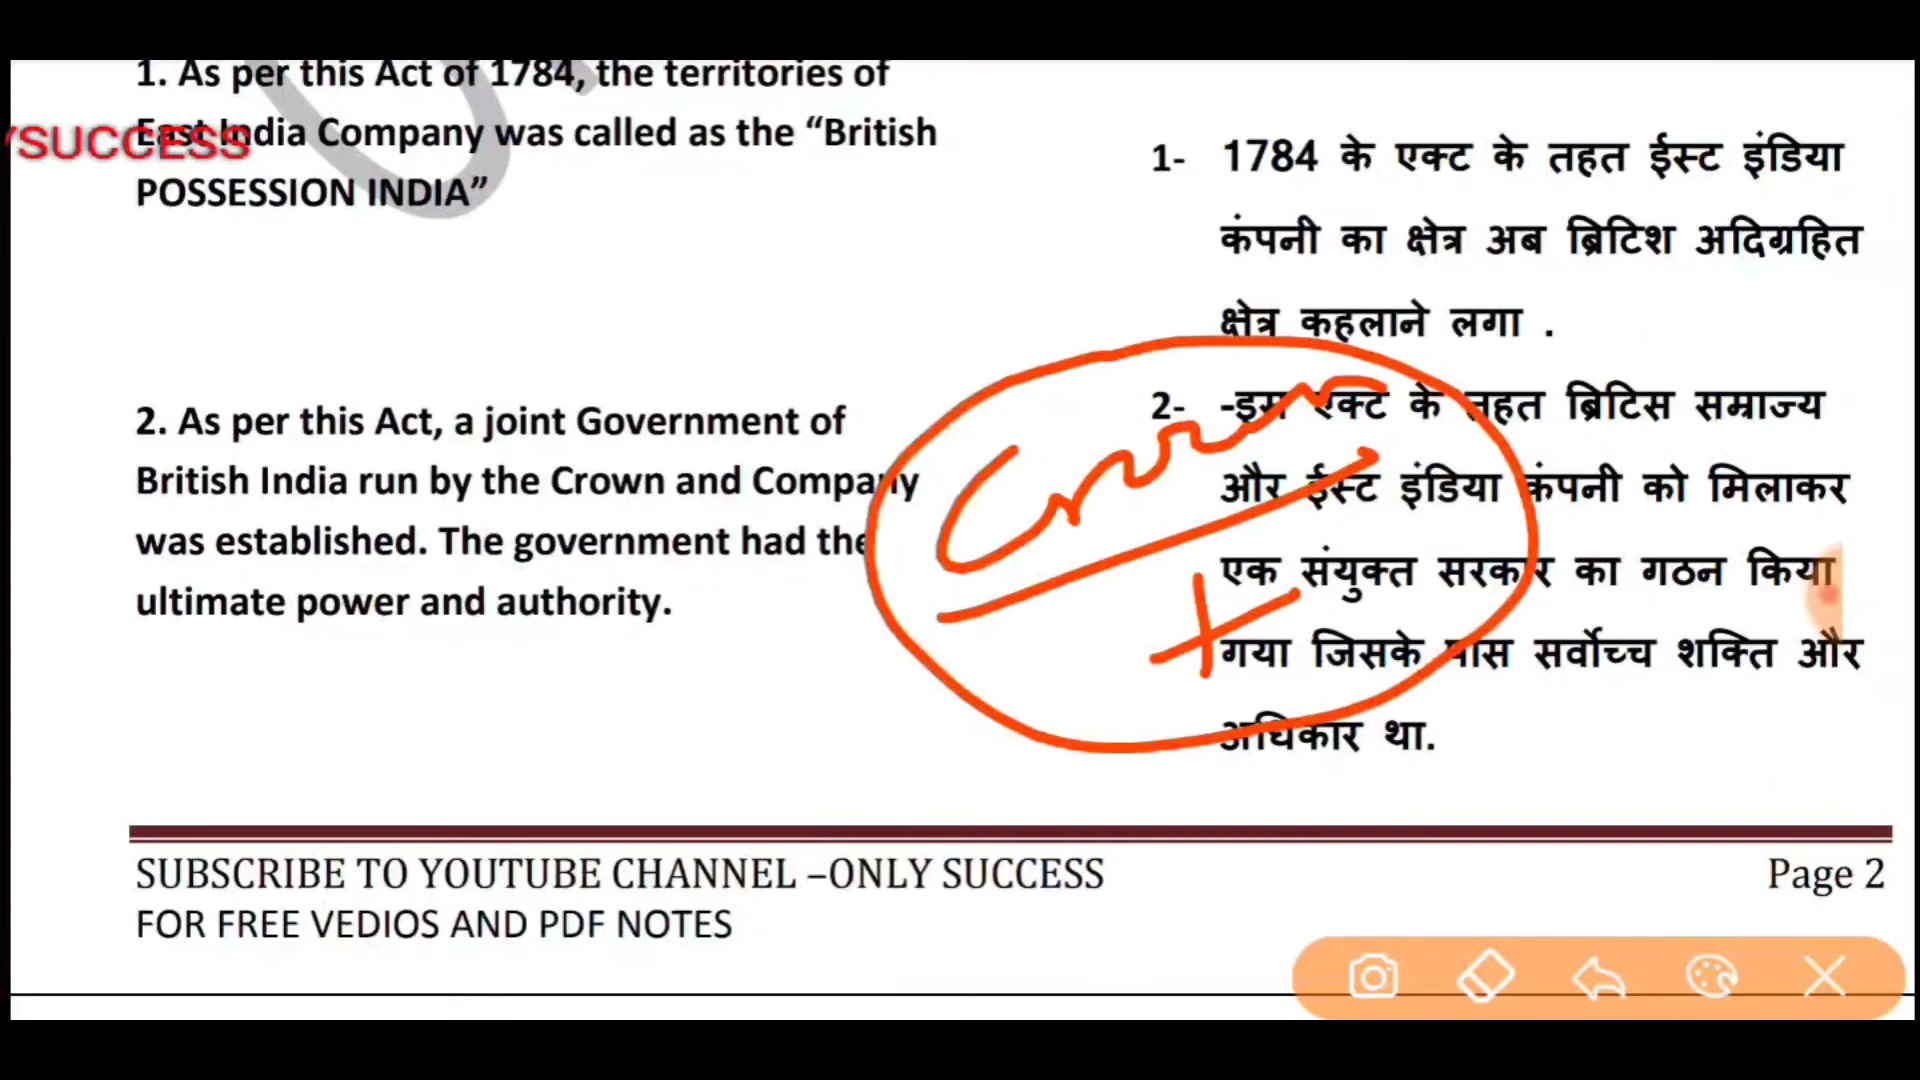 1. As per this Act of 1784, the territories of
East India Company was called as the “British
POSSESSION INDIA”
SUCCESS
2. As per this Act, a joint Government of
British India run by the Crown and Company
was established. The government had the
ultimate power and authority.
1- 1784 के एक्ट के तहत ईस्ट इंडिया
कंपनी का क्षेत्र अब ब्रिटिश अदिग्रहित
क्षेत्र कहलाने लगा .
2- -इस एक्ट के तहत ब्रिटिस सम्राज्य
और ईस्ट इंडिया कंपनी को मिलाकर
एक संयुक्त सरकार का गठन किया
गया जिसके पास सर्वोच्च शक्ति और
अधिकार था.
Crown
+
SUBSCRIBE TO YOUTUBE CHANNEL –ONLY SUCCESS
Page 2
FOR FREE VEDIOS AND PDF NOTES